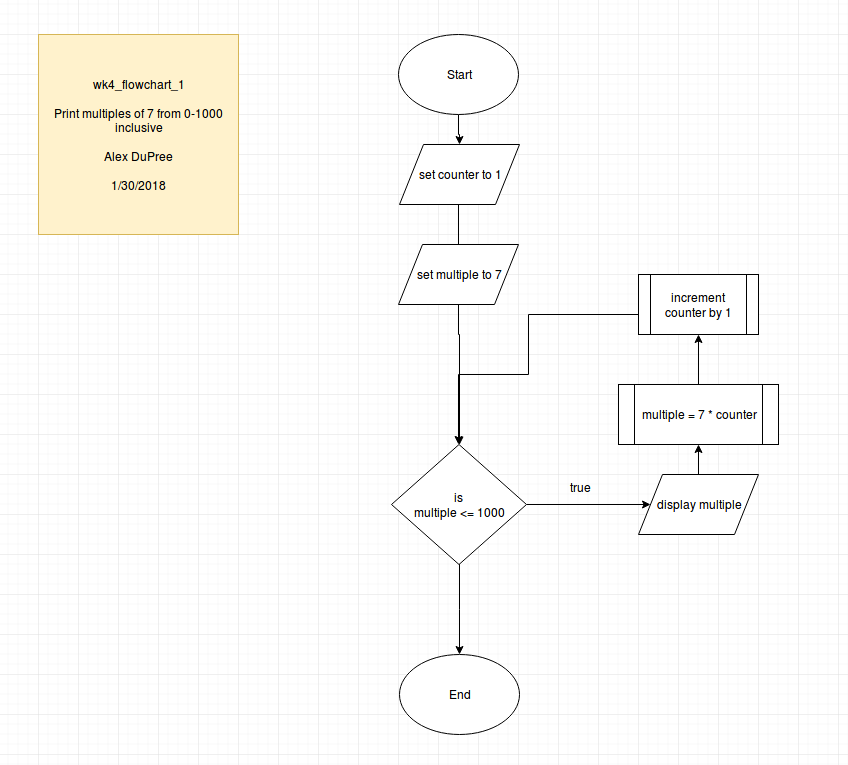 wk4_flowchart_1
Print multiples of 7 from 0-1000
inclusive
Alex DuPree
1/30/2018
Start
set counter to 1
set multiple to 7
increment
counter by 1
multiple = 7 * counter
is
multiple <= 1000
true
display multiple
End